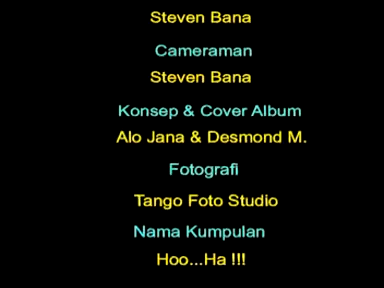 Steven Bana
Cameraman
Steven Bana
Konsep & Cover Album
Alo Jana & Desmond M.
Fotografi
Tango Foto Studio
Nama Kumpulan
Hoo...Ha !!!